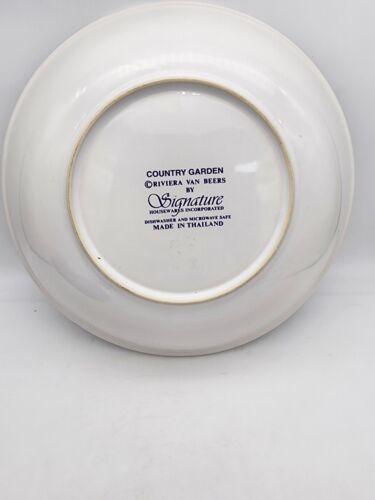 COUNTRY GARDEN
©RIVIERA VAN BEERS
BY
Signature
HOUSEWARES INCORPORATED
DISHWASHER AND MICROWAVE SAFE
MADE IN THAILAND